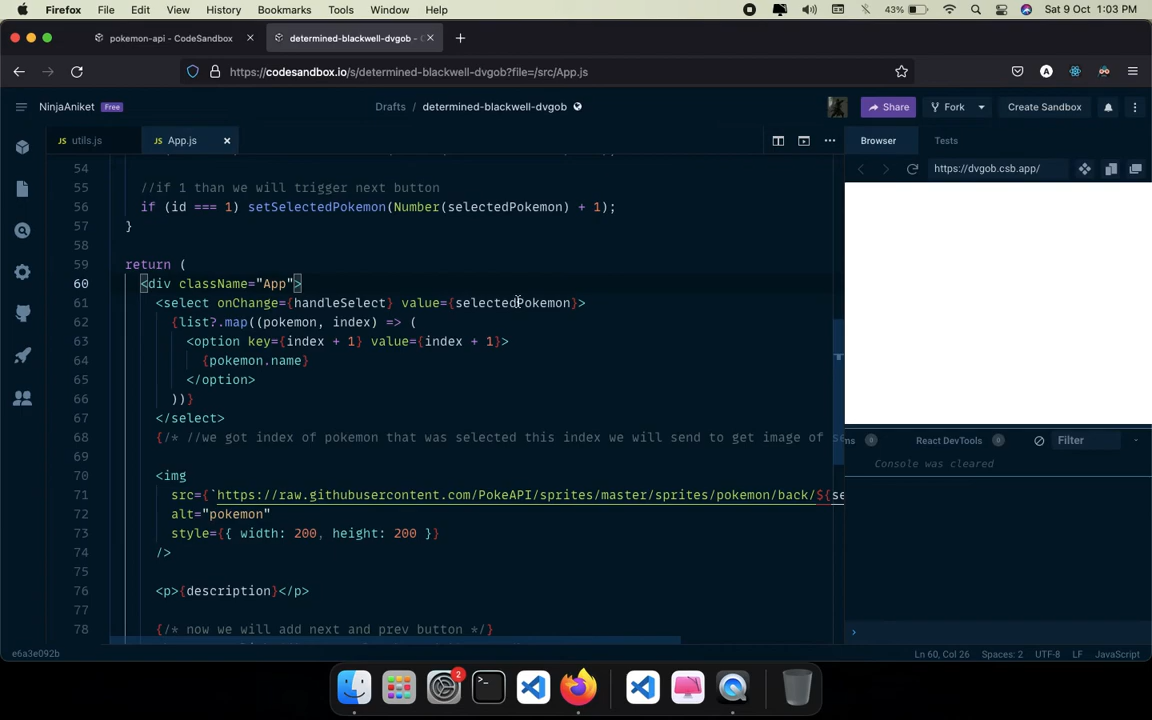 Firefox File Edit View History Bookmarks Tools Window Help 43% Sat 9 Oct 1:03 PM
pokemon-api - CodeSandbox determined-blackwell-dvgob -
https://codesandbox.io/s/determined-blackwell-dvgob?file=/src/App.js
NinjaAniket Free Drafts / determined-blackwell-dvgob Share Fork Create Sandbox
JS utils.js JS App.js Browser Tests
https://dvgob.csb.app/
54
55 //if 1 than we will trigger next button
56 if (id === 1) setSelectedPokemon(Number(selectedPokemon) + 1);
57 }
58
59 return (
60 <div className="App">
61 <select onChange={handleSelect} value={selectedPokemon}>
62 {list?.map((pokemon, index) => (
63 <option key={index + 1} value={index + 1}>
64 {pokemon.name}
65 </option>
66 ))}
67 </select>
68 {/* //we got index of pokemon that was selected this index we will send to get image of
69
70 <img
71 src={`https://raw.githubusercontent.com/PokeAPI/sprites/master/sprites/pokemon/back/${se
72 alt="pokemon"
73 style={{ width: 200, height: 200 }}
74 />
76 <p>{description}</p>
77
78 {/* now we will add next and prev button */}
ms 0 React DevTools 0 Filter
Console was cleared
e6a3e092b Ln 60, Col 26 Spaces: 2 UTF-8 LF JavaScript
2